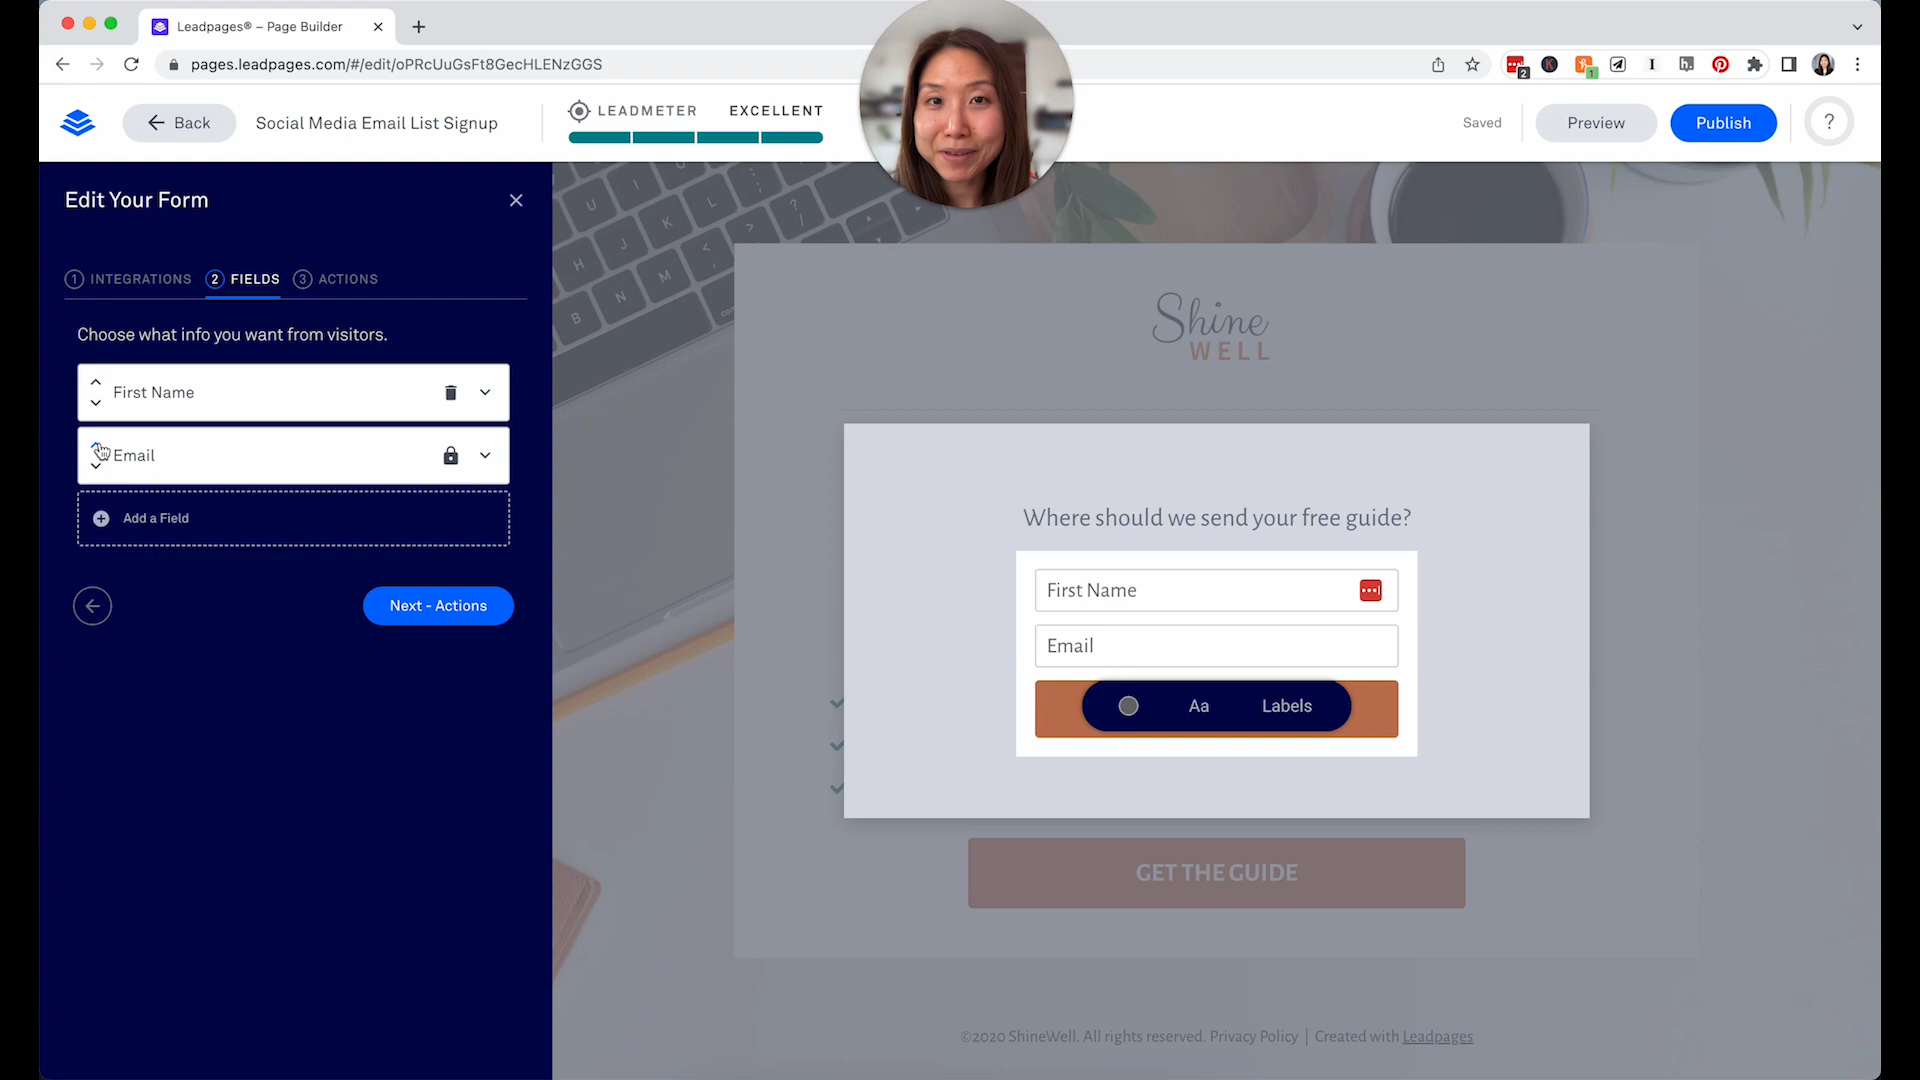 Leadpages® – Page Builder
pages.leadpages.com/#/edit/oPRcUuGsFt8GecHLENzGGS
2
1
Back
Social Media Email List Signup
LEADMETER
EXCELLENT
Saved
Preview
Publish
?
Edit Your Form
1 INTEGRATIONS
2 FIELDS
3 ACTIONS
Choose what info you want from visitors.
First Name
Email
Add a Field
Next - Actions
Shine
WELL
Where should we send your free guide?
First Name
Email
Aa
Labels
GET THE GUIDE
©2020 ShineWell. All rights reserved. Privacy Policy | Created with Leadpages